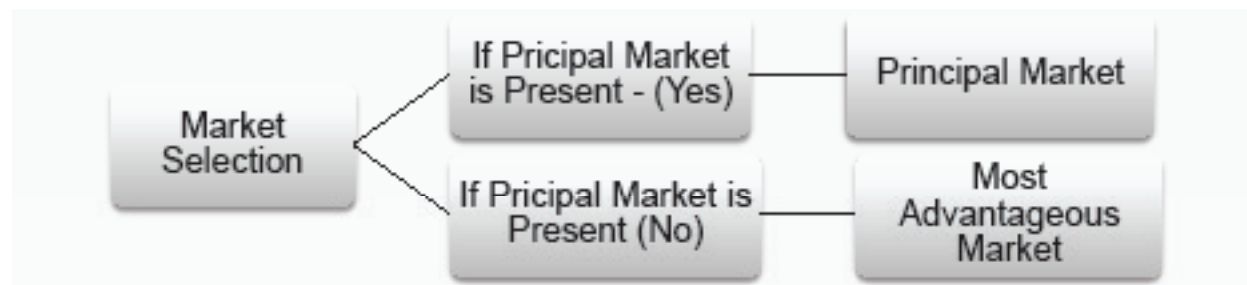 Market
Selection
If Pricipal Market
is Present - (Yes)
Principal Market
If Pricipal Market is
Present (No)
Most
Advantageous
Market